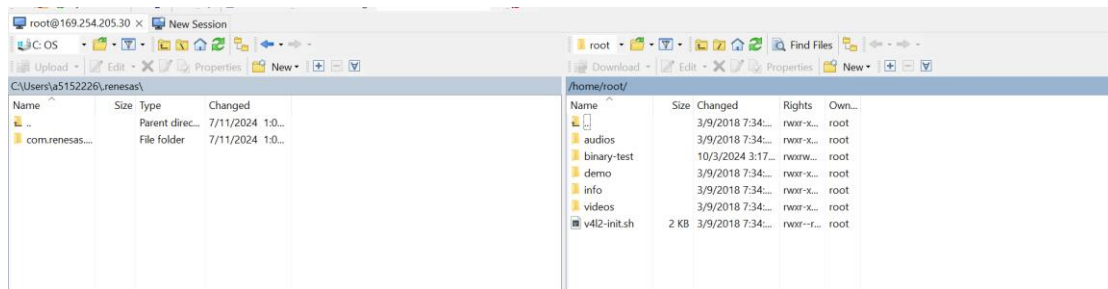 root@169.254.205.30 × New Session
C: OS
Upload Edit Properties New
C:\Users\a5152226\.renesas\
Name Size Type Changed
.. Parent direc... 7/11/2024 1:0...
com.renesas.... File folder 7/11/2024 1:0...
root Find Files
Download Edit Properties New
/home/root/
Name Size Changed Rights Own...
.. 3/9/2018 7:34:... rwxr-x... root
audios 3/9/2018 7:34:... rwxr-x... root
binary-test 10/3/2024 3:17... rwxrw... root
demo 3/9/2018 7:34:... rwxr-x... root
info 3/9/2018 7:34:... rwxr-x... root
videos 3/9/2018 7:34:... rwxr-x... root
v4l2-init.sh 2 KB 3/9/2018 7:34:... rwxr--r... root